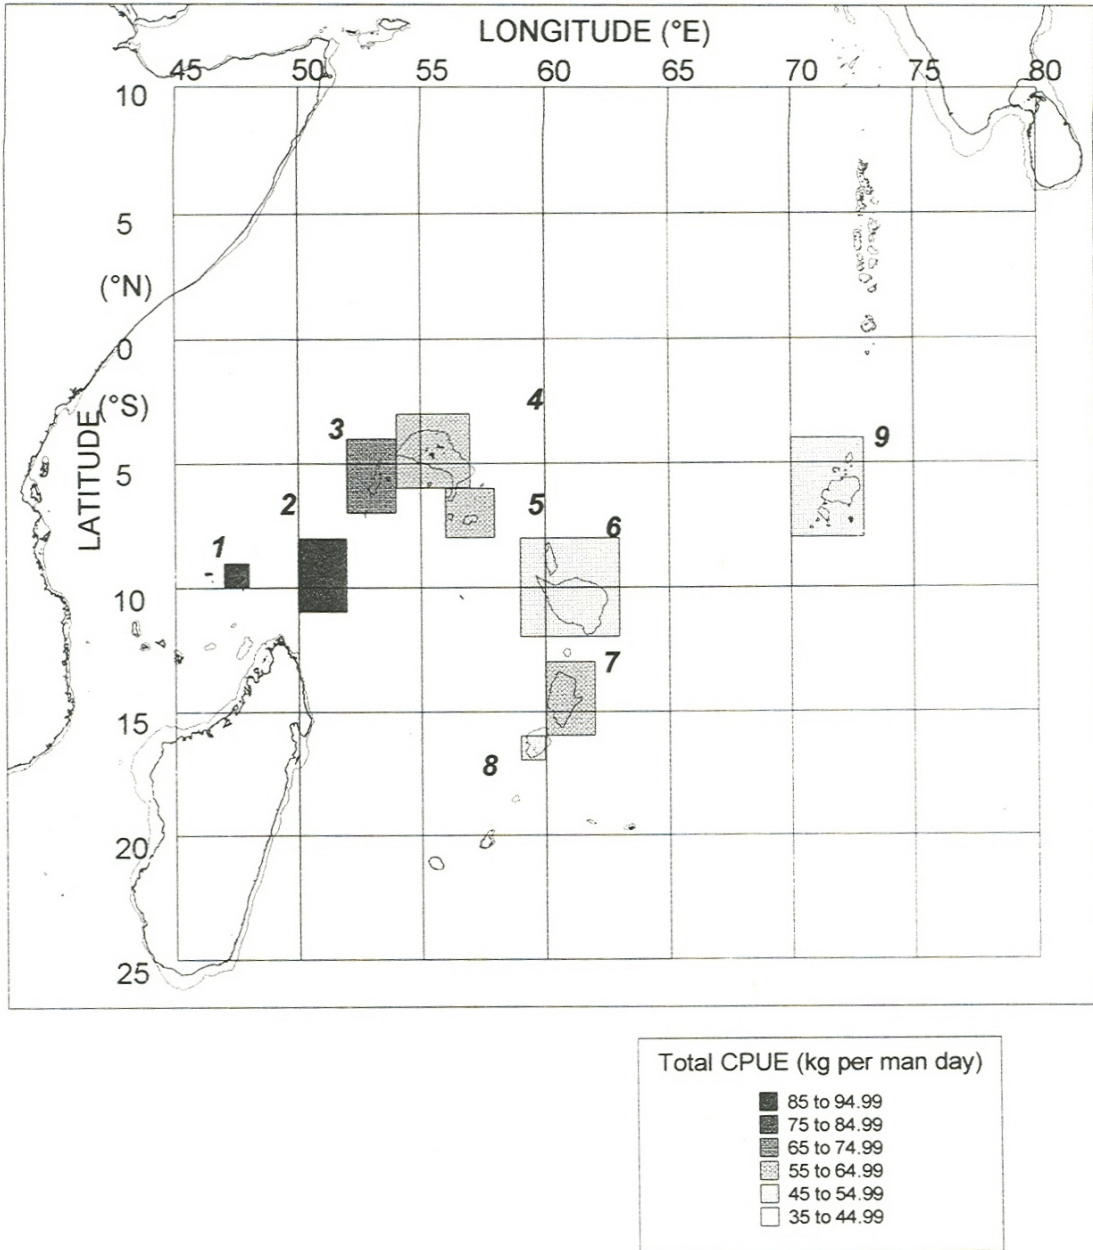 LONGITUDE (°E)
45 50 55 60 65 70 75 80
10
5
(°N)
0
(°S)
LATITUDE
5
10
15
20
25
1
2
3
4
5
6
7
8
9
Total CPUE (kg per man day)
85 to 94.99
75 to 84.99
65 to 74.99
55 to 64.99
45 to 54.99
35 to 44.99